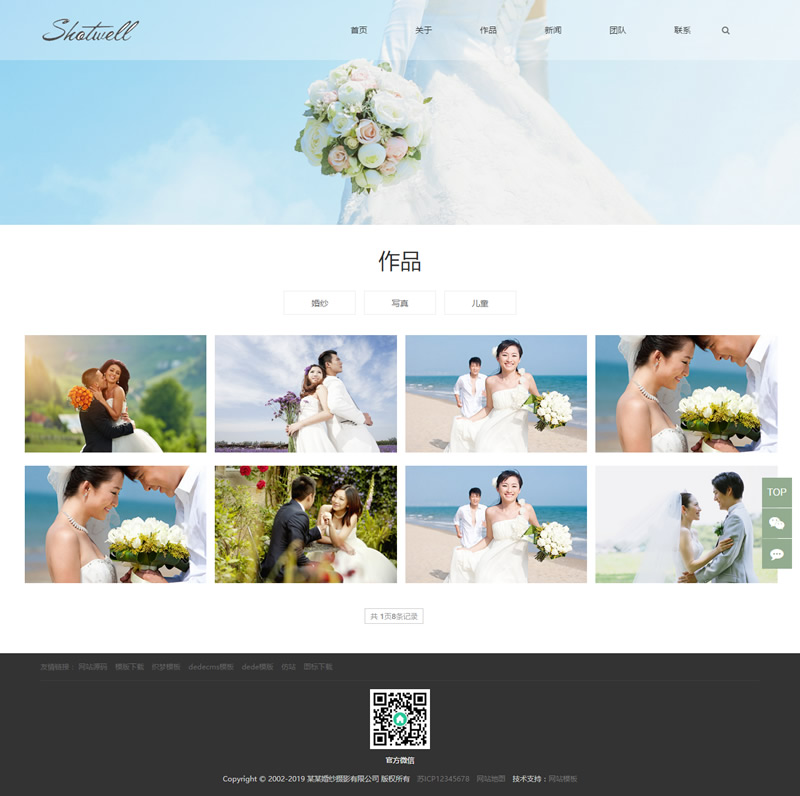 Shotwell 首页 关于 作品 新闻 团队 联系
作品
婚纱 写真 儿童
TOP
共 1页8条记录
友情链接： 网站源码 模版下载 织梦模板 dedecms模板 dede模板 仿站 图标下载
官方微信
Copyright © 2002-2019 某某婚纱摄影有限公司 版权所有 苏ICP12345678 网站地图 技术支持：网站模板